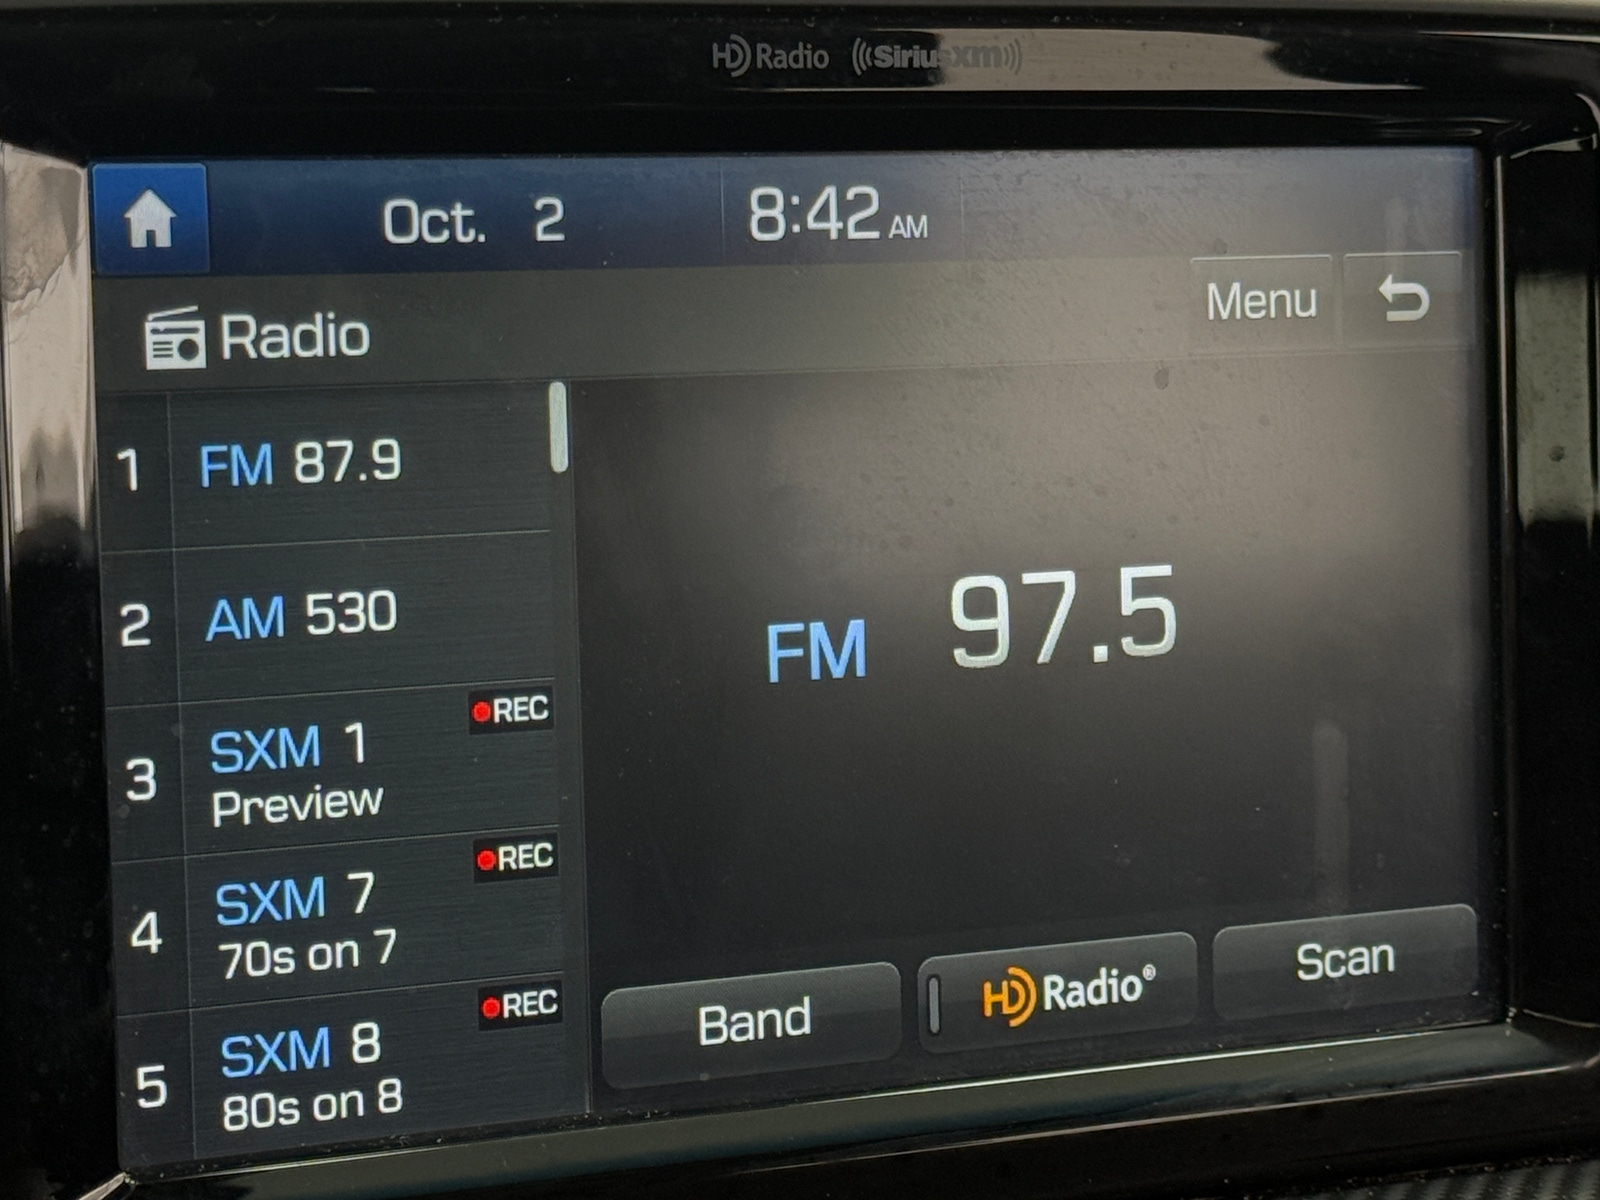 HD Radio ((SiriusXM))
Oct. 2 8:42 AM
Radio
Menu
1 FM 87.9
2 AM 530
3 SXM 1 REC
Preview
4 SXM 7 REC
70s on 7
5 SXM 8 REC
80s on 8
FM 97.5
Band
HD Radio®
Scan